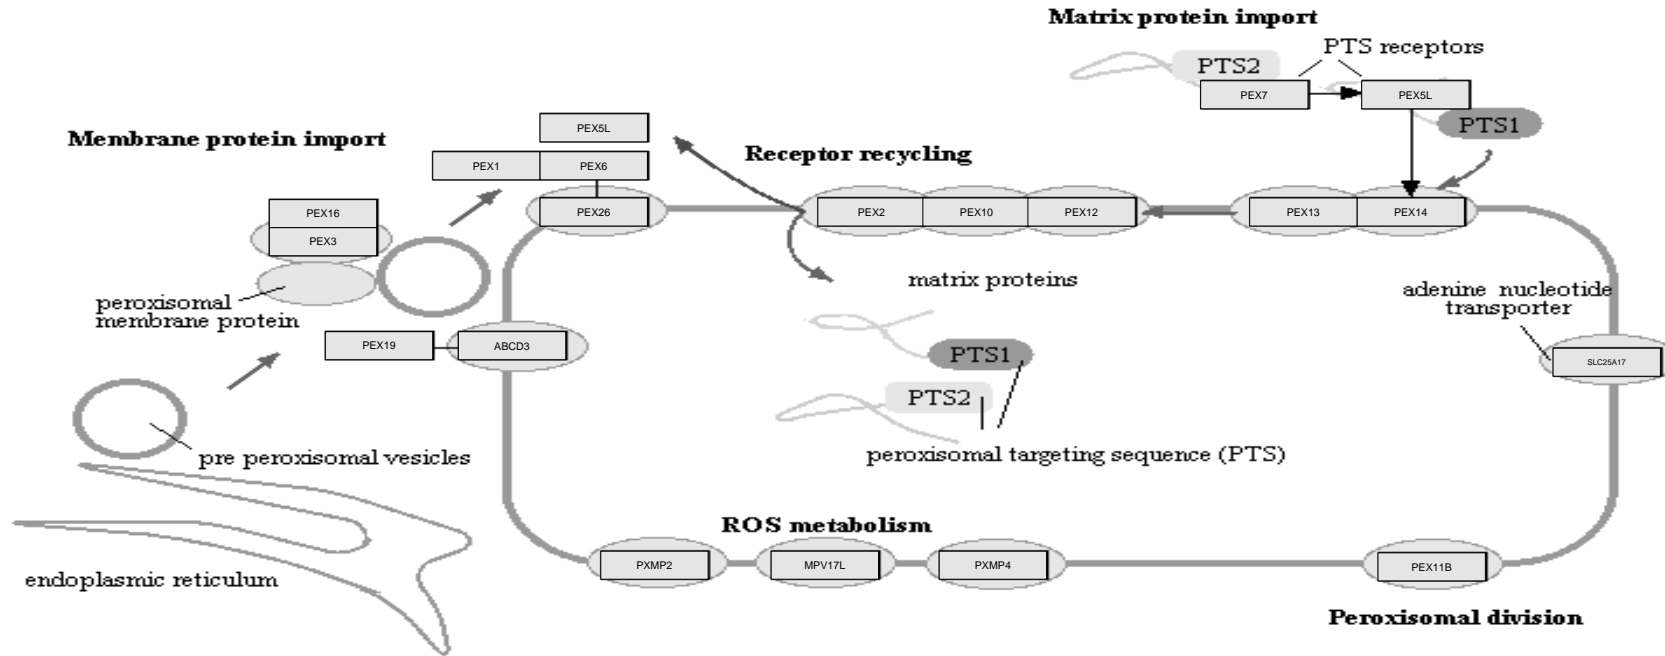 Matrix protein import
PTS receptors
PTS2
PEX7
PEX5L
PTS1
PEX5L
Membrane protein import
Receptor recycling
PEX1
PEX6
PEX16
PEX26
PEX2
PEX10
PEX12
PEX13
PEX14
PEX3
matrix proteins
peroxisomal
membrane protein
adenine nucleotide
transporter
PEX19
ABCD3
PTS1
SLC25A17
PTS2
pre peroxisomal vesicles
peroxisomal targeting sequence (PTS)
ROS metabolism
endoplasmic reticulum
PXMP2
MPV17L
PXMP4
PEX11B
Peroxisomal division